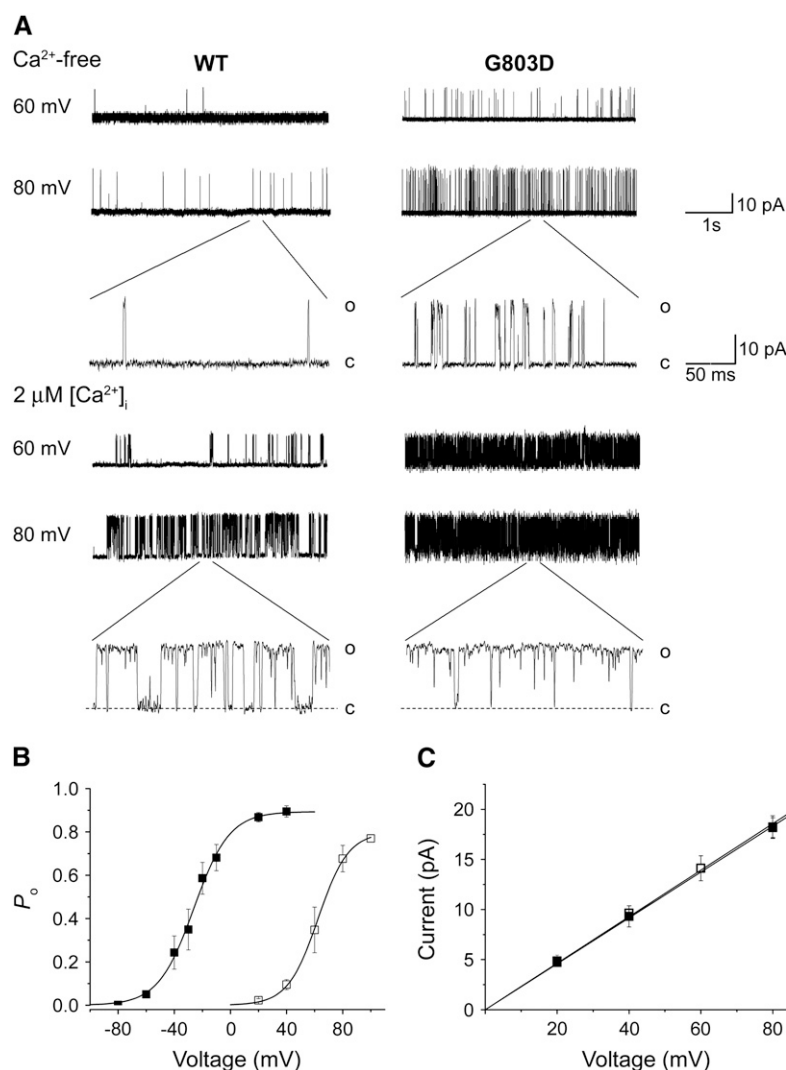 A
Ca²⁺-free
WT
G803D
60 mV
80 mV
10 pA
1s
o
o
c
c
10 pA
50 ms
2 μM [Ca²⁺]ᵢ
60 mV
80 mV
o
o
c
c
B
C
1.0
0.8
0.6
0.4
0.2
0.0
Pₒ
-80
-40
0
40
80
Voltage (mV)
20
15
10
5
0
Current (pA)
20
40
60
80
Voltage (mV)